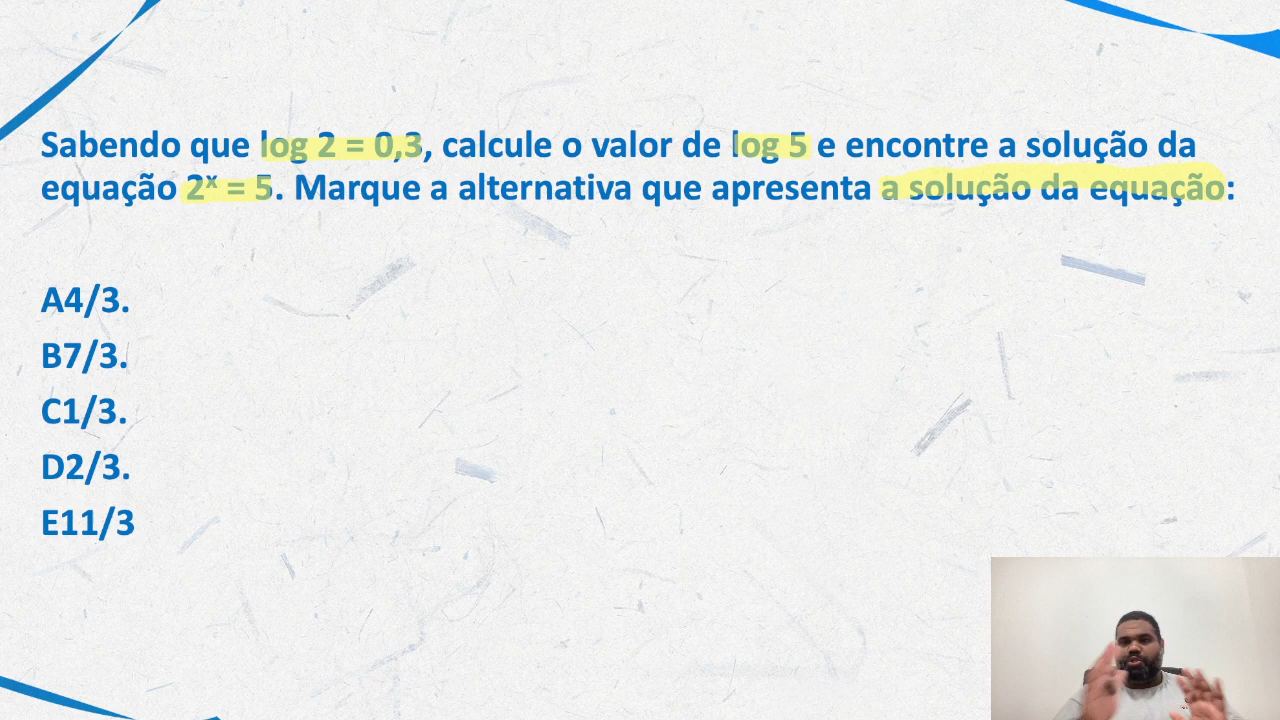 Sabendo que log 2 = 0,3, calcule o valor de log 5 e encontre a solução da
equação 2ˣ = 5. Marque a alternativa que apresenta a solução da equação:
A4/3.
B7/3.
C1/3.
D2/3.
E11/3